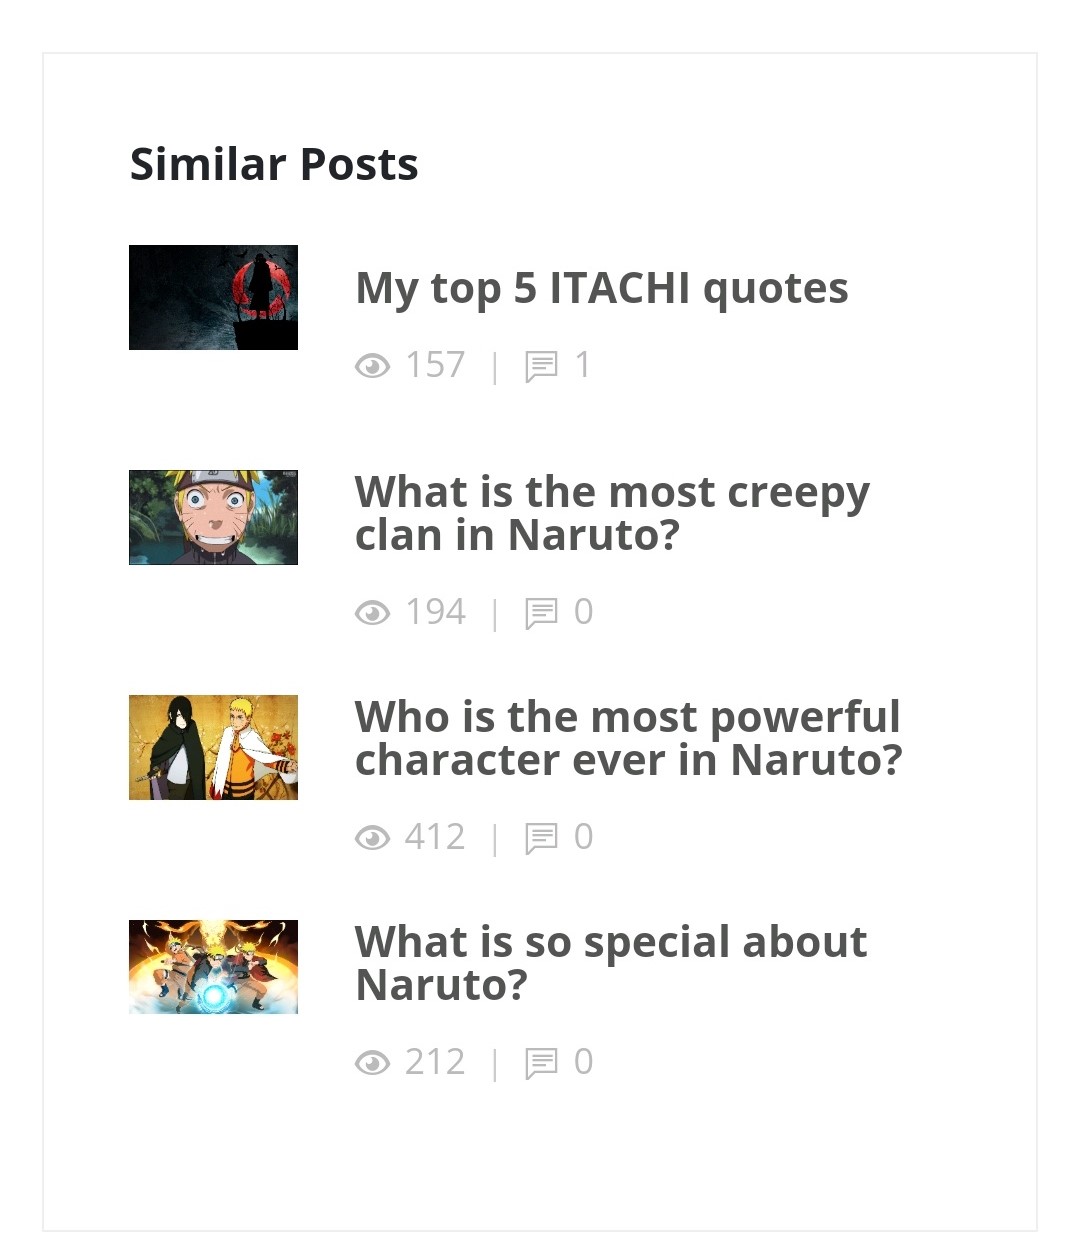 Similar Posts
My top 5 ITACHI quotes
157 | 1
What is the most creepy
clan in Naruto?
194 | 0
Who is the most powerful
character ever in Naruto?
412 | 0
What is so special about
Naruto?
212 | 0